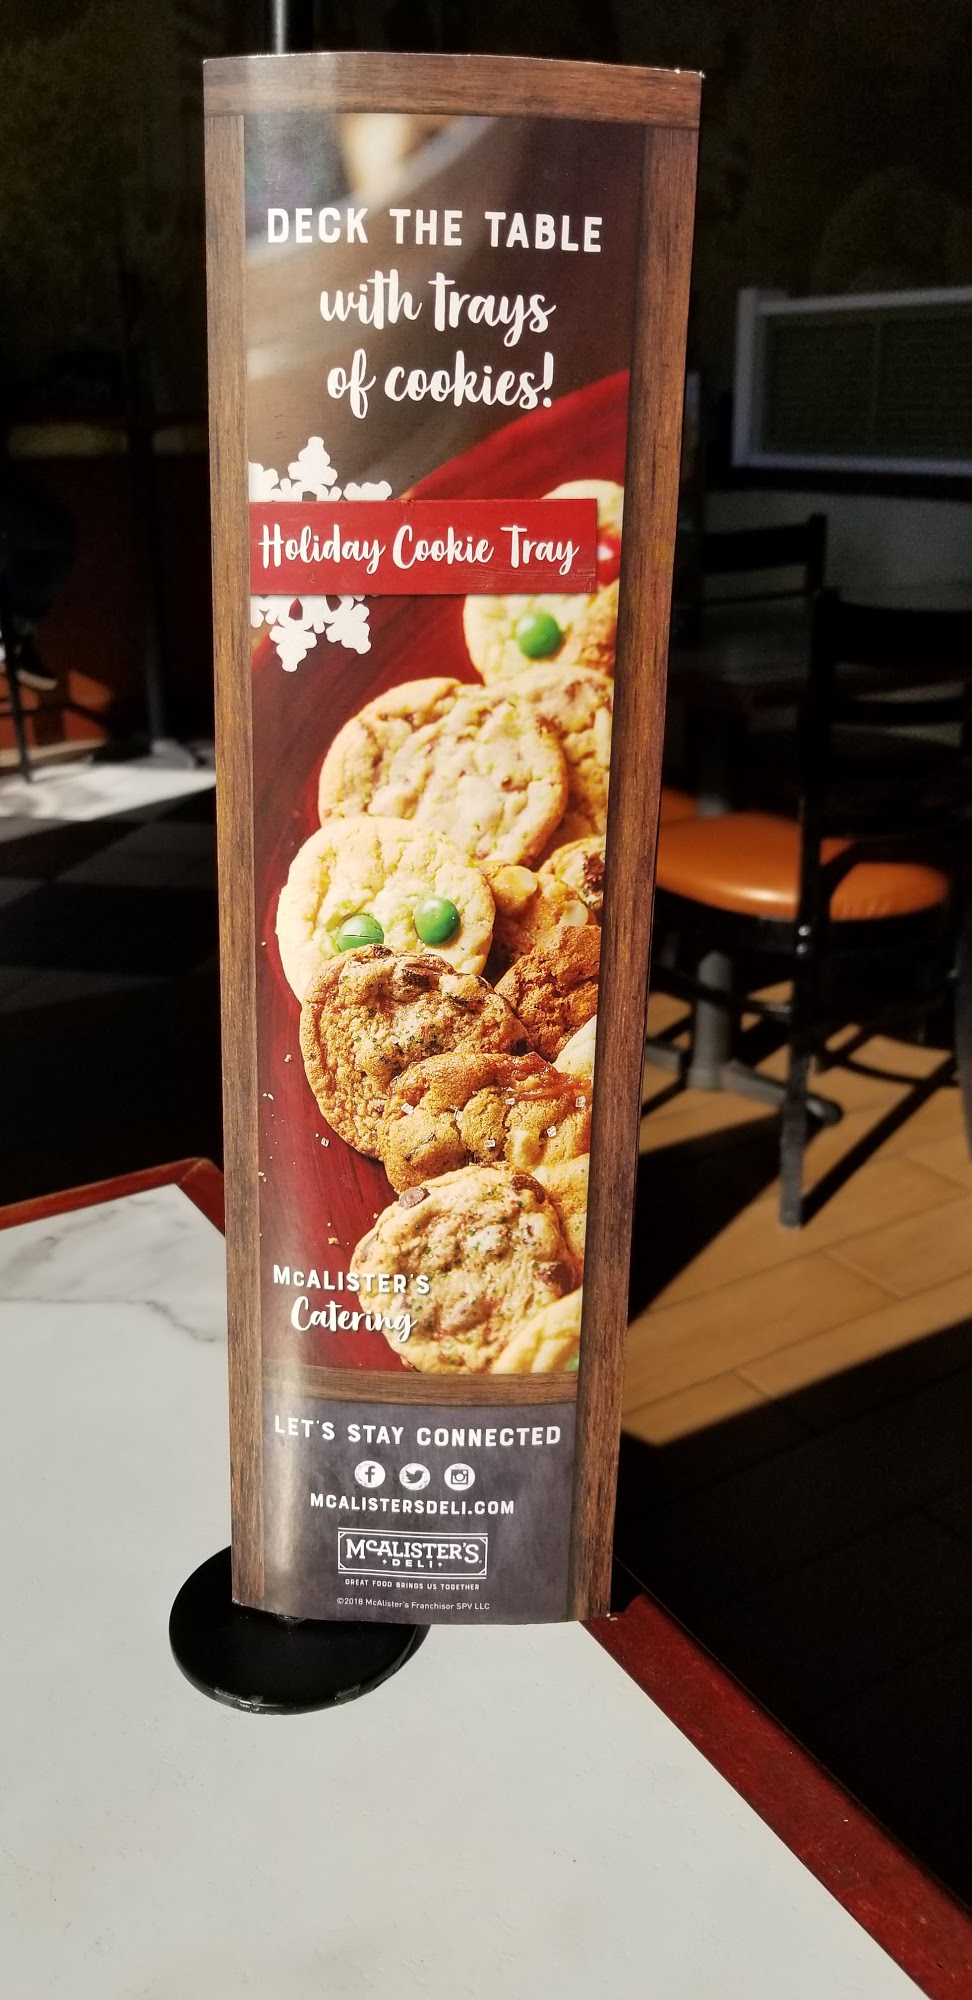 DECK THE TABLE
with trays
of cookies!
Holiday Cookie Tray
McALISTER'S
Catering
LET'S STAY CONNECTED
MCALISTERSDELI.COM
McALISTER'S
DELI
GREAT FOOD BRINGS US TOGETHER
©2018 McAlister's Franchisor SPV LLC